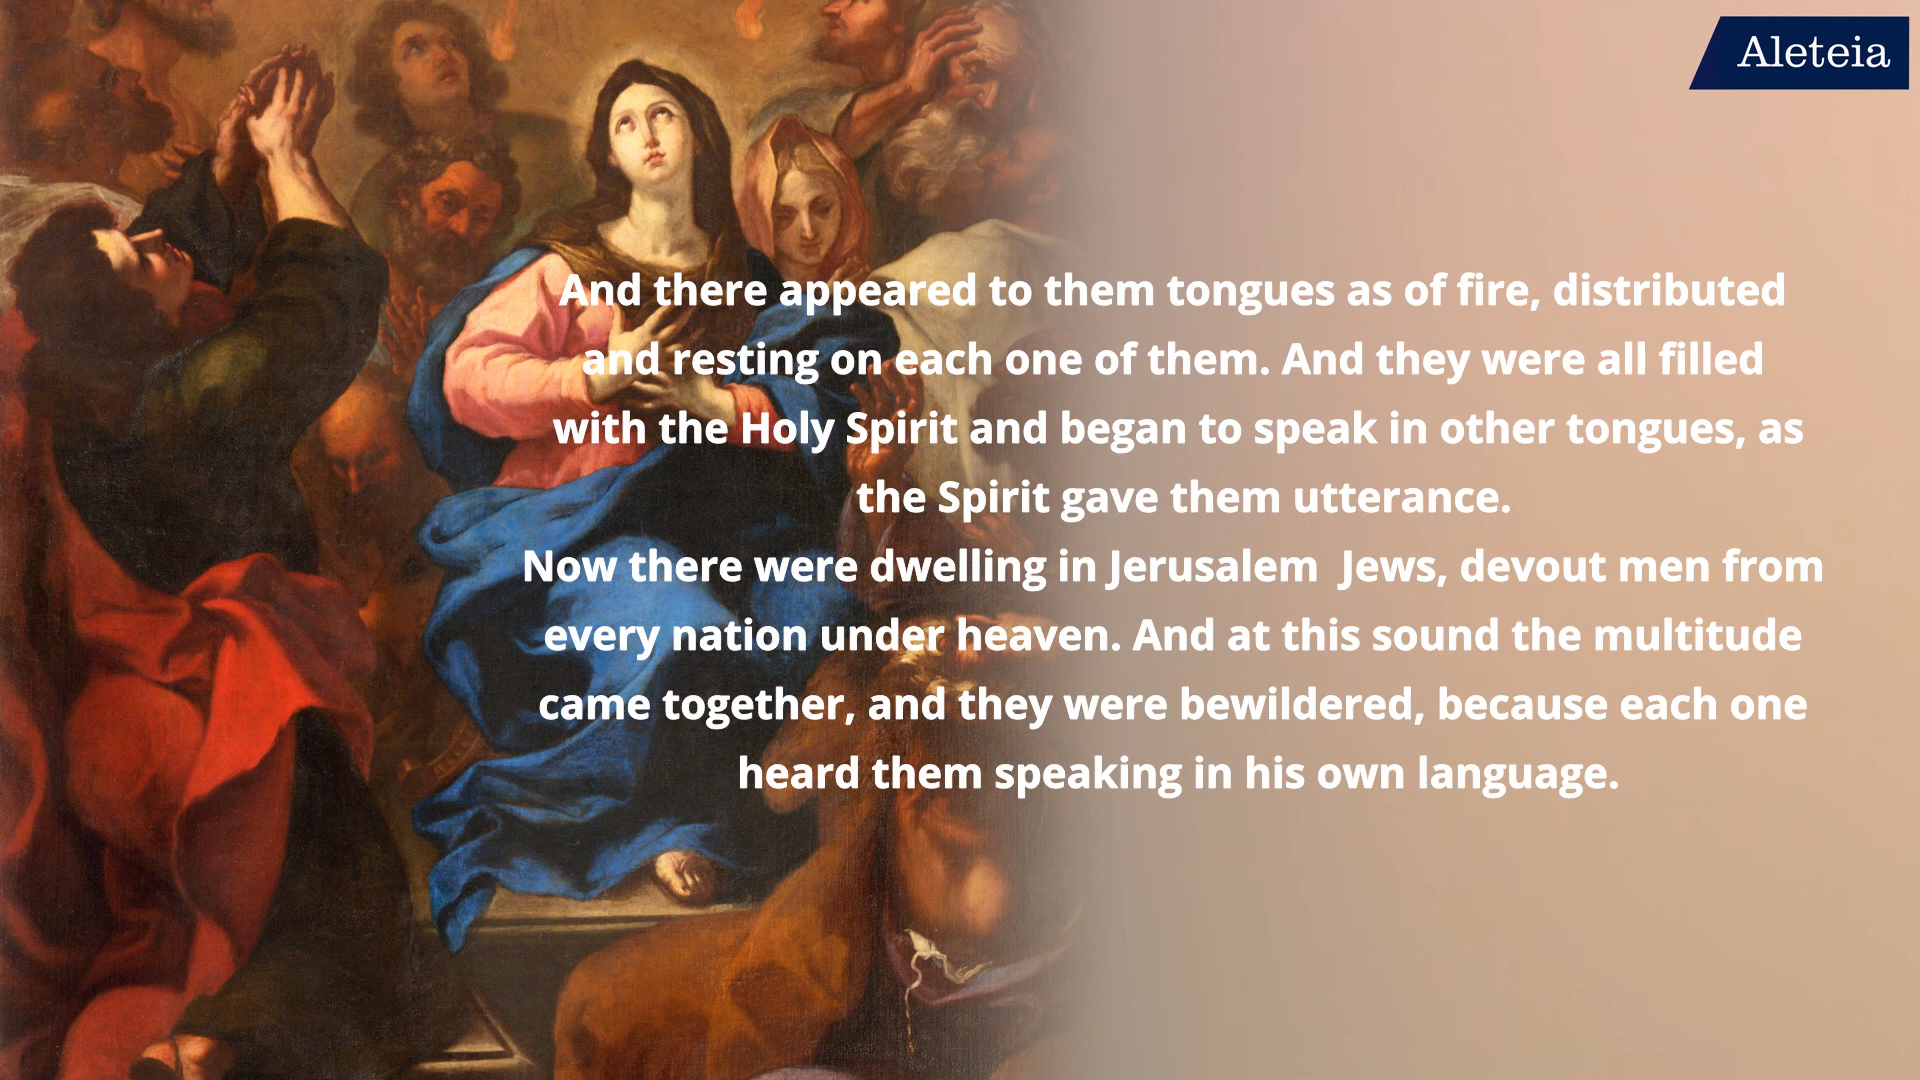 Aleteia
And there appeared to them tongues as of fire, distributed
and resting on each one of them. And they were all filled
with the Holy Spirit and began to speak in other tongues, as
the Spirit gave them utterance.
Now there were dwelling in Jerusalem  Jews, devout men from
every nation under heaven. And at this sound the multitude
came together, and they were bewildered, because each one
heard them speaking in his own language.